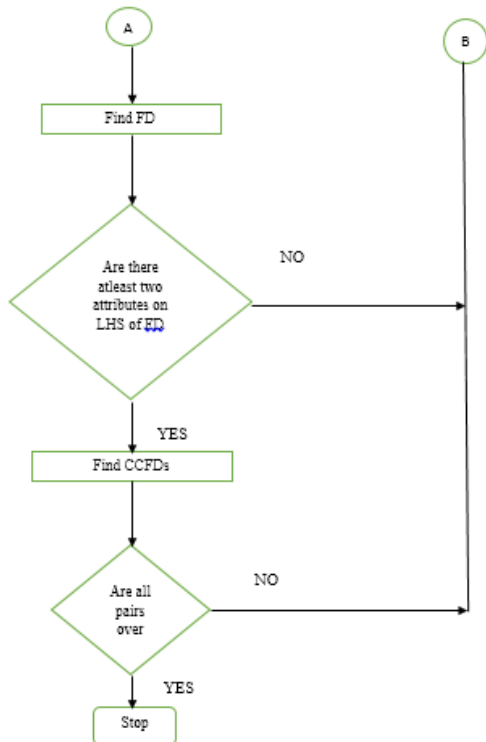 A
B
Find FD
Are there
atleast two
attributes on
LHS of FD
NO
YES
Find CCFDs
Are all
pairs
over
NO
YES
Stop